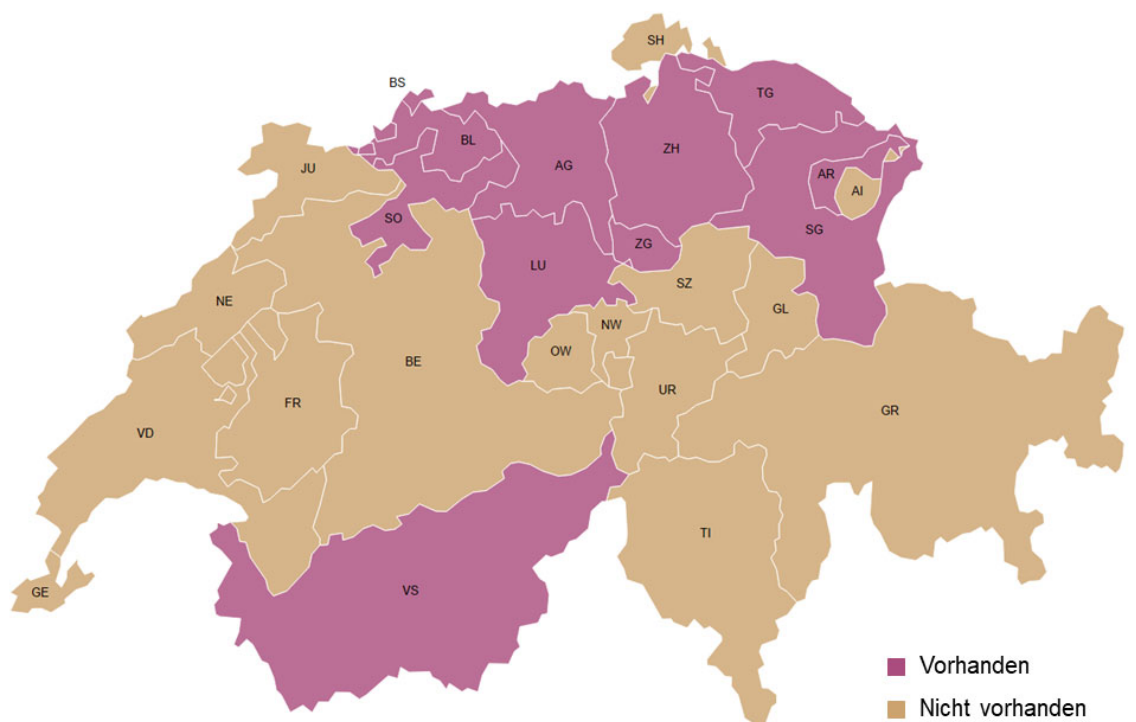 SH
BS
TG
BL
ZH
AG
JU
AR
AI
SO
SG
ZG
LU
SZ
NE
GL
NW
OW
BE
UR
FR
GR
VD
TI
GE
VS
Vorhanden
Nicht vorhanden